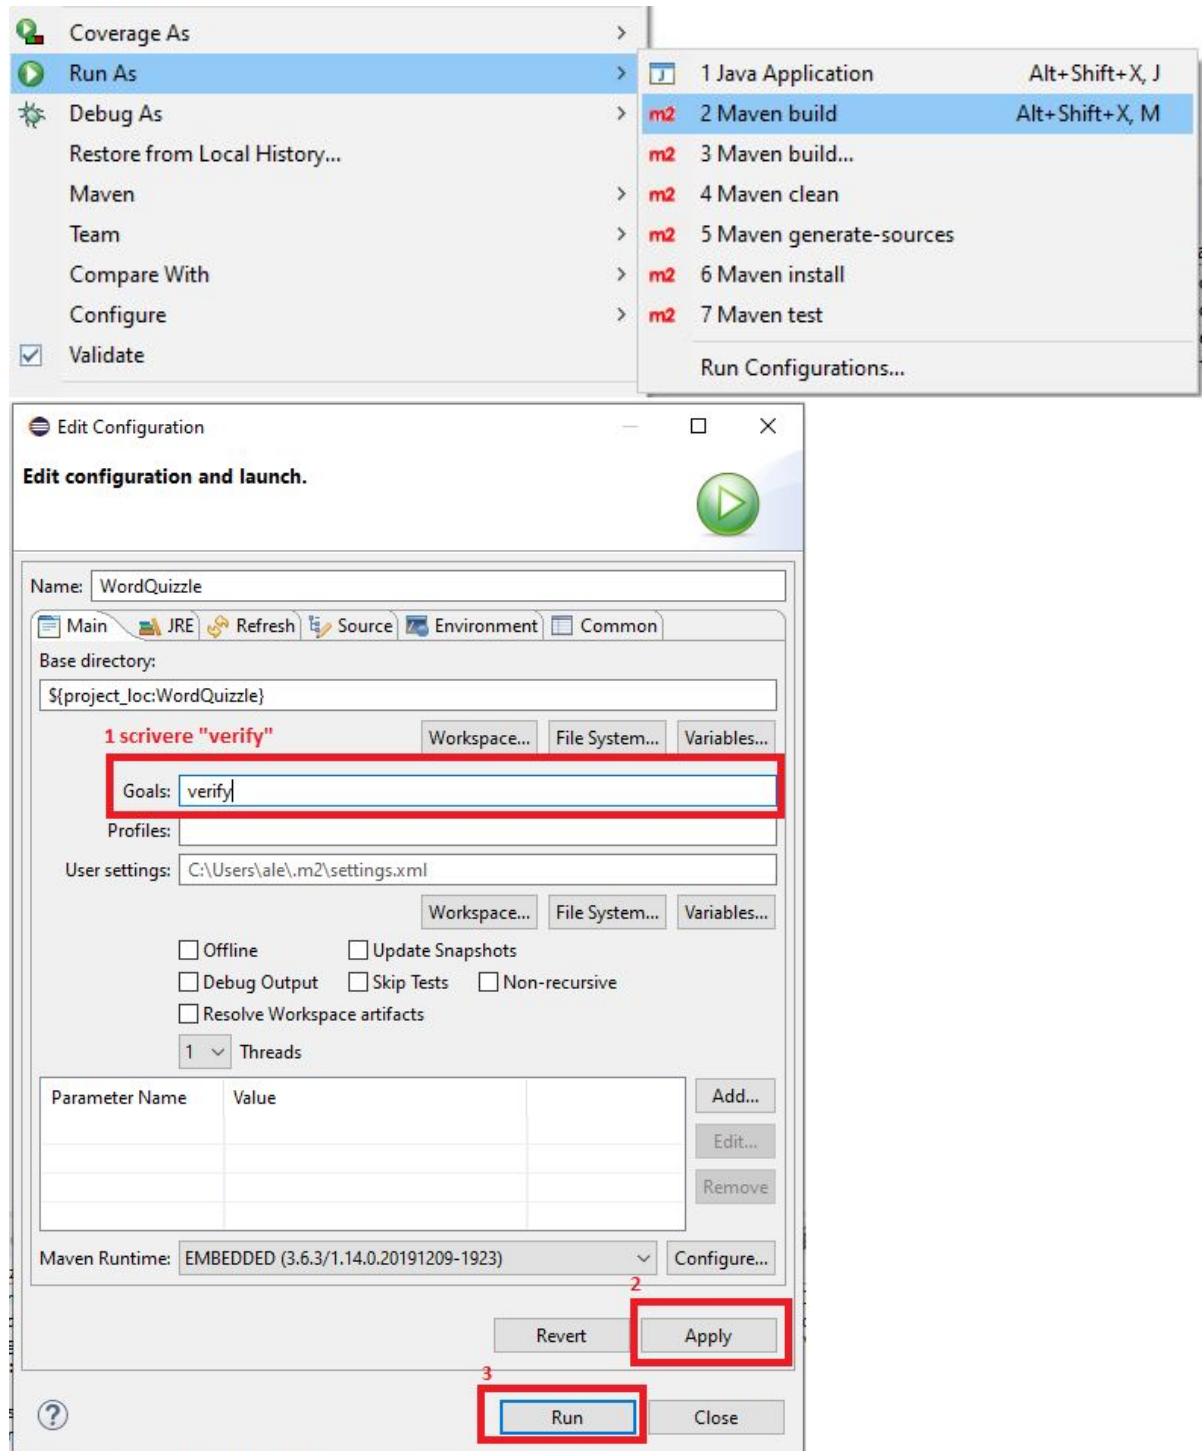 Coverage As
Run As
Debug As
Restore from Local History...
Maven
Team
Compare With
Configure
Validate
1 Java Application Alt+Shift+X, J
m2 2 Maven build Alt+Shift+X, M
m2 3 Maven build...
m2 4 Maven clean
m2 5 Maven generate-sources
m2 6 Maven install
m2 7 Maven test
Run Configurations...
Edit Configuration
Edit configuration and launch.
Name: WordQuizzle
Main JRE Refresh Source Environment Common
Base directory:
${project_loc:WordQuizzle}
1 scrivere "verify"
Workspace... File System... Variables...
Goals: verify
Profiles:
User settings: C:\Users\ale\.m2\settings.xml
Workspace... File System... Variables...
Offline Update Snapshots
Debug Output Skip Tests Non-recursive
Resolve Workspace artifacts
1 Threads
Parameter Name Value
Add...
Edit...
Remove
Maven Runtime: EMBEDDED (3.6.3/1.14.0.20191209-1923) Configure...
2
Revert Apply
3
Run Close